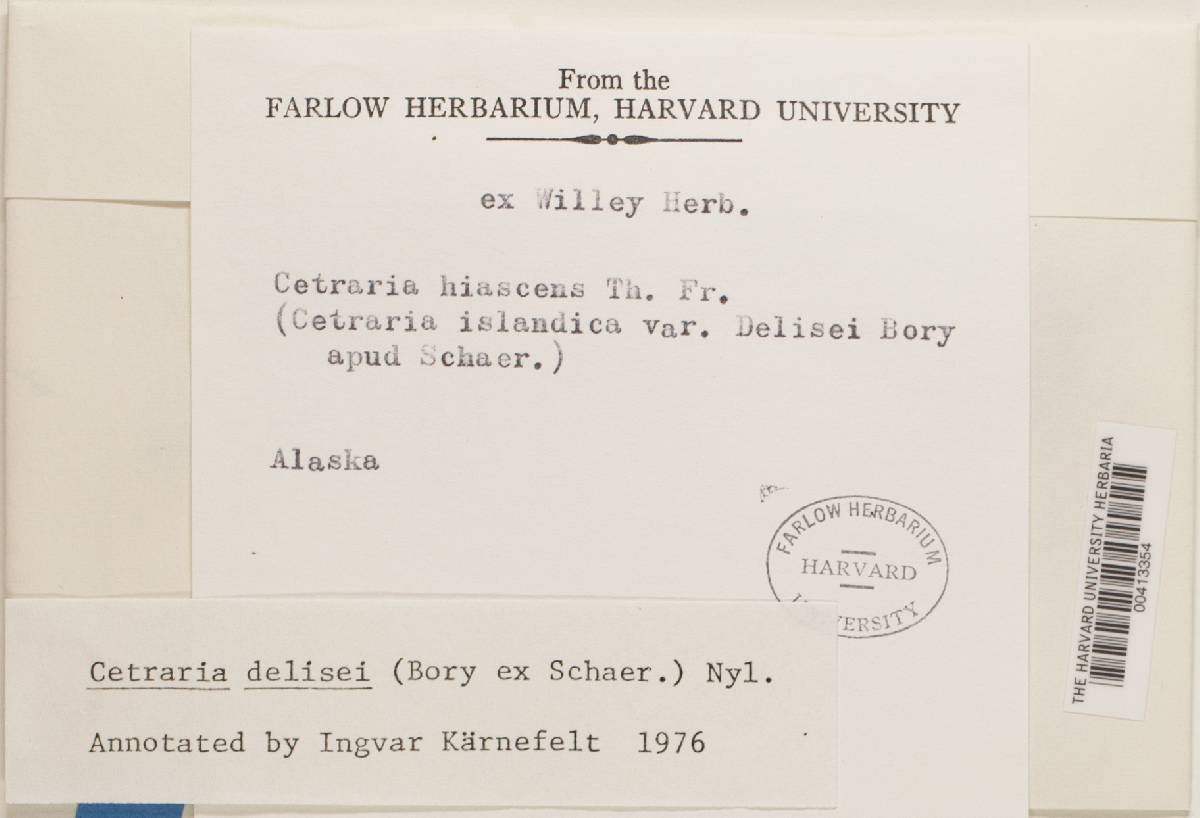 From the
FARLOW HERBARIUM, HARVARD UNIVERSITY
ex Willey Herb.
Cetraria hiascens Th. Fr.
(Cetraria islandica var. Delisei Bory
apud Schaer.)
Alaska
FARLOW HERBARIUM
HARVARD
Cetraria delisei (Bory ex Schaer.) Nyl.
Annotated by Ingvar Kärnefelt 1976
THE HARVARD UNIVERSITY HERBARIA
00413354